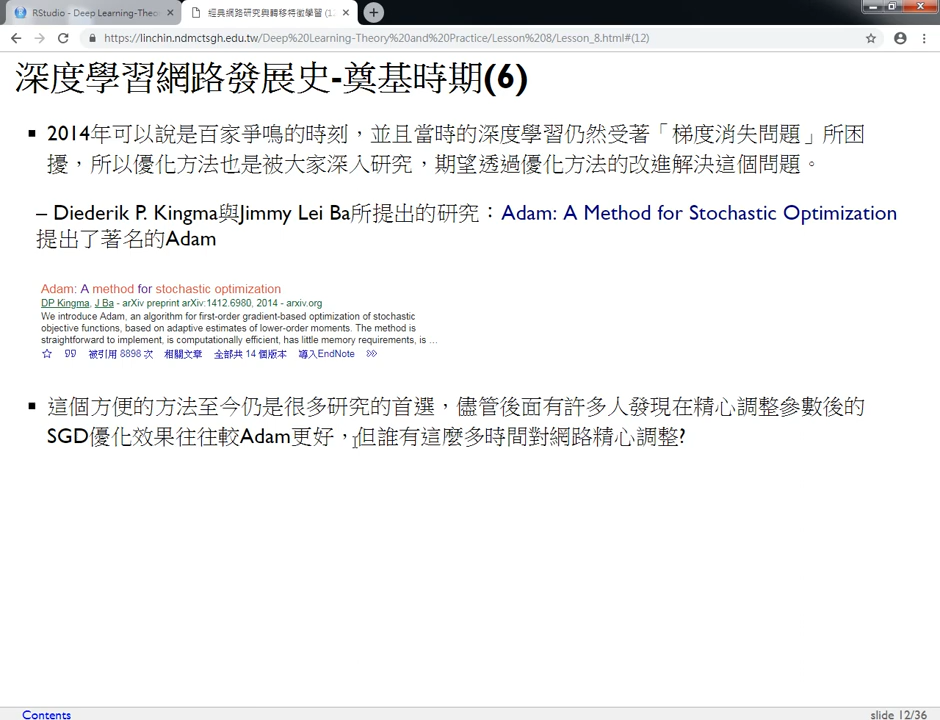 RStudio - Deep Learning-Theo
經典網路研究與轉移特徵學習 (1
https://linchin.ndmctsgh.edu.tw/Deep%20Learning-Theory%20and%20Practice/Lesson%208/Lesson_8.html#(12)
深度學習網路發展史-奠基時期(6)
▪ 2014年可以說是百家爭鳴的時刻，並且當時的深度學習仍然受著「梯度消失問題」所困
擾，所以優化方法也是被大家深入研究，期望透過優化方法的改進解決這個問題。
– Diederik P. Kingma與Jimmy Lei Ba所提出的研究：Adam: A Method for Stochastic Optimization
提出了著名的Adam
Adam: A method for stochastic optimization
DP Kingma, J Ba - arXiv preprint arXiv:1412.6980, 2014 - arxiv.org
We introduce Adam, an algorithm for first-order gradient-based optimization of stochastic
objective functions, based on adaptive estimates of lower-order moments. The method is
straightforward to implement, is computationally efficient, has little memory requirements, is ...
被引用 8898 次 相關文章 全部共 14 個版本 導入EndNote
▪ 這個方便的方法至今仍是很多研究的首選，儘管後面有許多人發現在精心調整參數後的
SGD優化效果往往較Adam更好，但誰有這麼多時間對網路精心調整?
Contents
slide 12/36